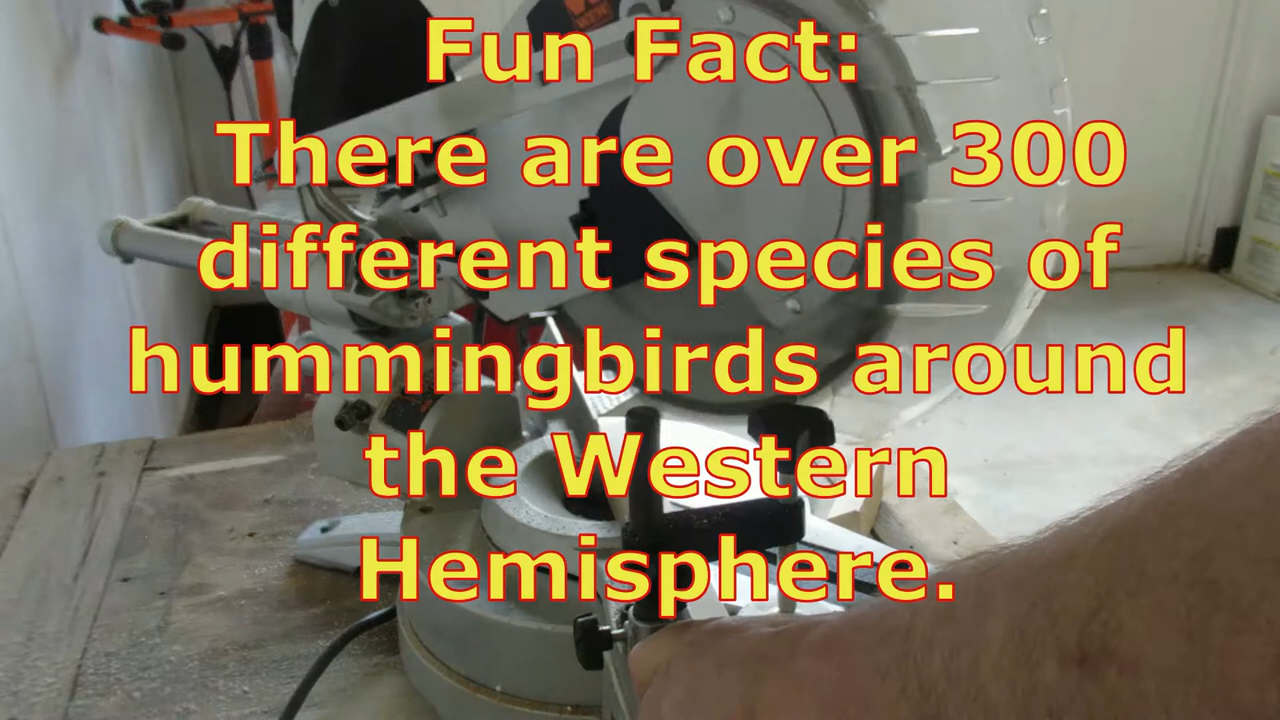 Fun Fact:
There are over 300
different species of
hummingbirds around
the Western
Hemisphere.